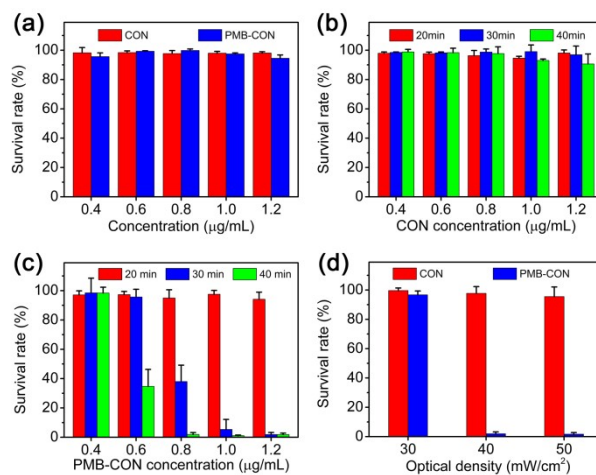 (a)
CON PMB-CON
Survival rate (%)
100
80
60
40
20
0
0.4 0.6 0.8 1.0 1.2
Concentration (μg/mL)
(b)
20min 30min 40min
Survival rate (%)
100
80
60
40
20
0
0.4 0.6 0.8 1.0 1.2
CON concentration (μg/mL)
(c)
20 min 30 min 40 min
Survival rate (%)
100
80
60
40
20
0
0.4 0.6 0.8 1.0 1.2
PMB-CON concentration (μg/mL)
(d)
CON PMB-CON
Survival rate (%)
100
80
60
40
20
0
30 40 50
Optical density (mW/cm²)